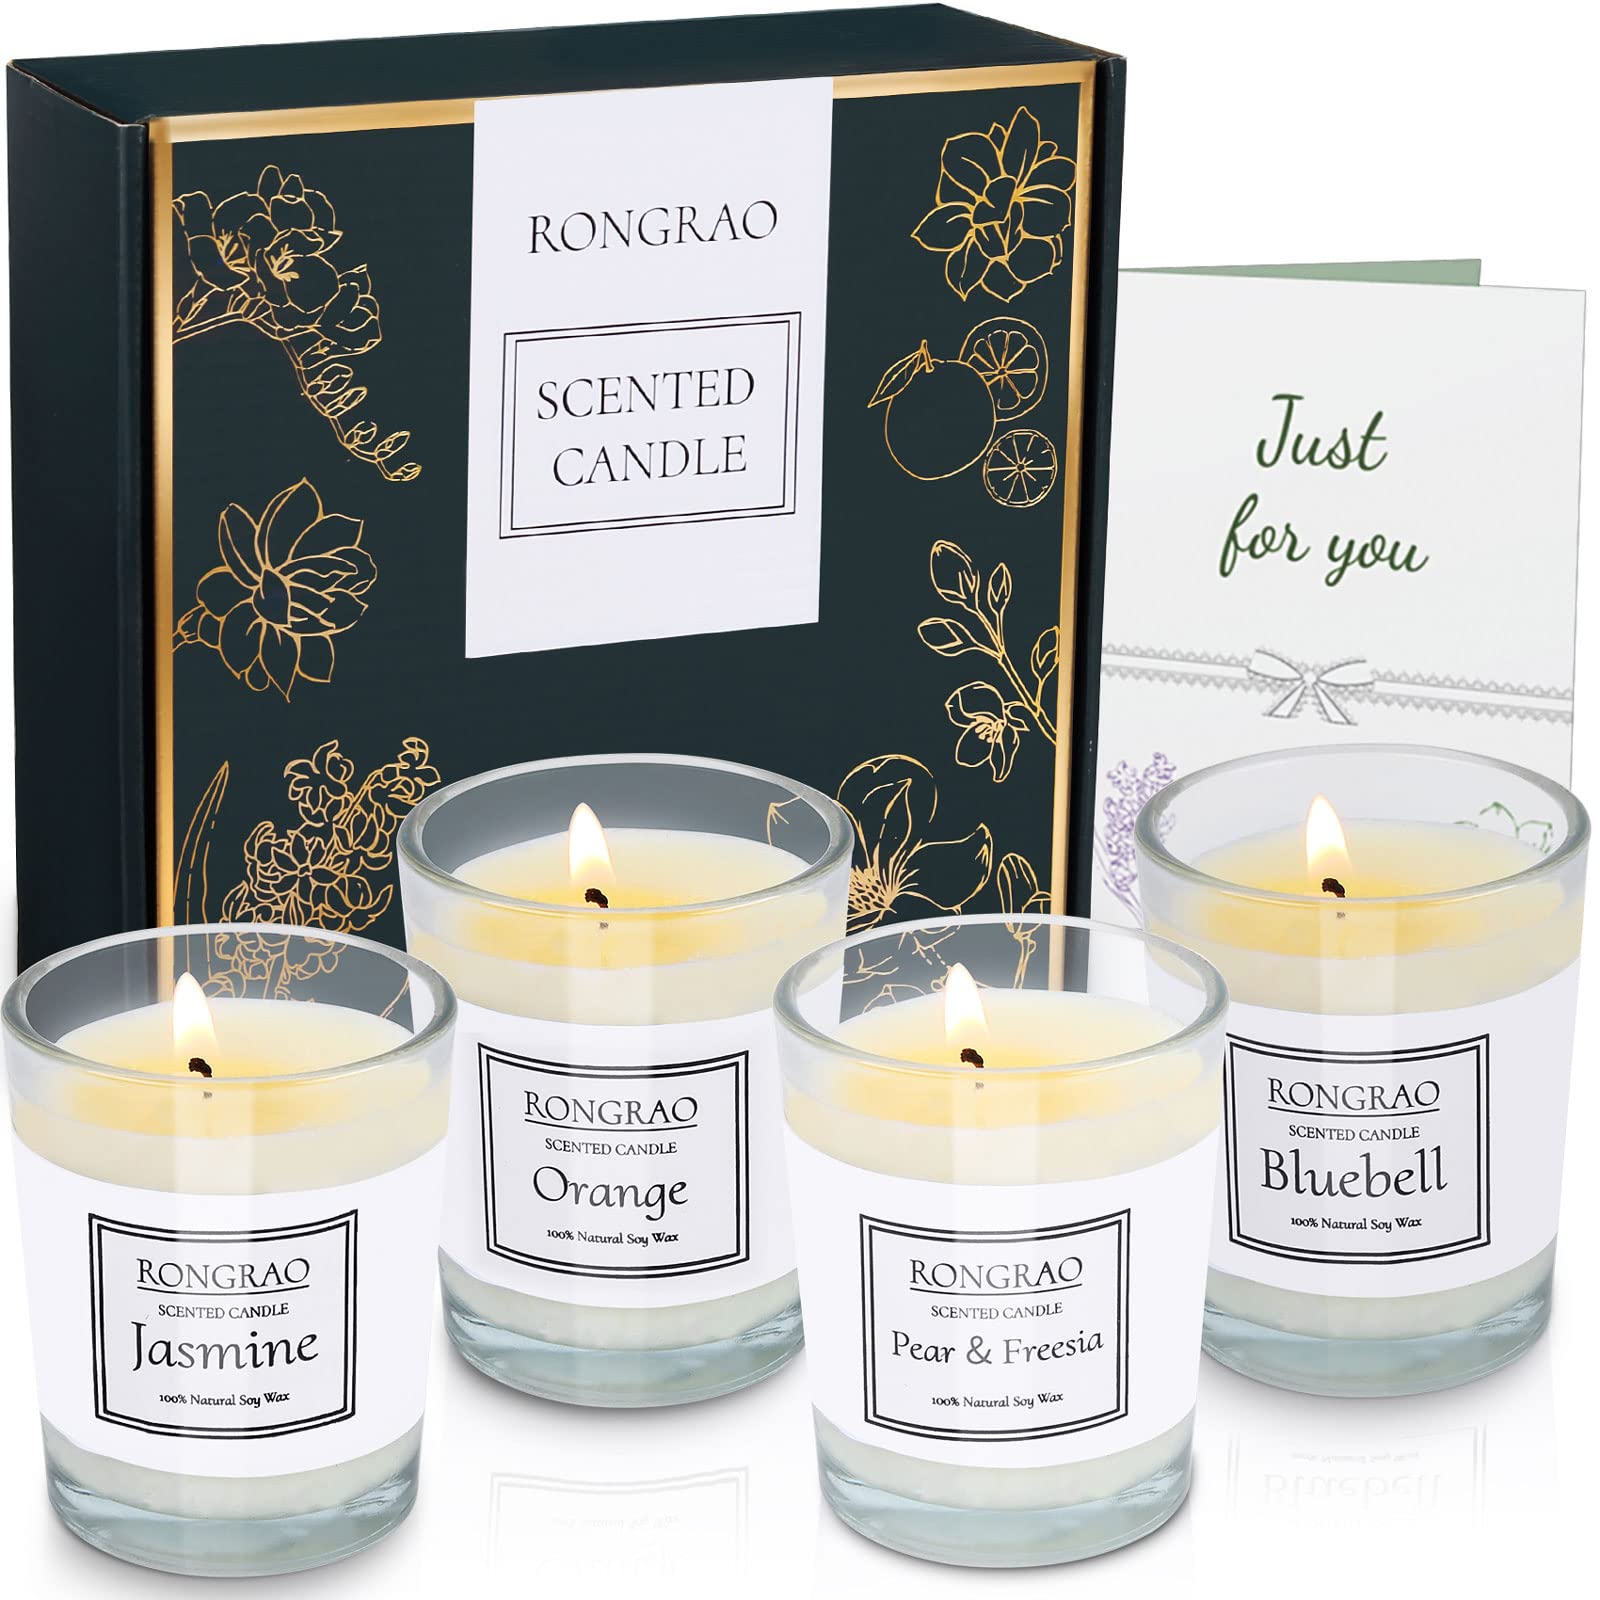 RONGRAO
SCENTED
CANDLE
Just
for you
RONGRAO
SCENTED CANDLE
Jasmine
100% Natural Soy Wax
RONGRAO
SCENTED CANDLE
Orange
100% Natural Soy Wax
RONGRAO
SCENTED CANDLE
Pear & Freesia
100% Natural Soy Wax
RONGRAO
SCENTED CANDLE
Bluebell
100% Natural Soy Wax